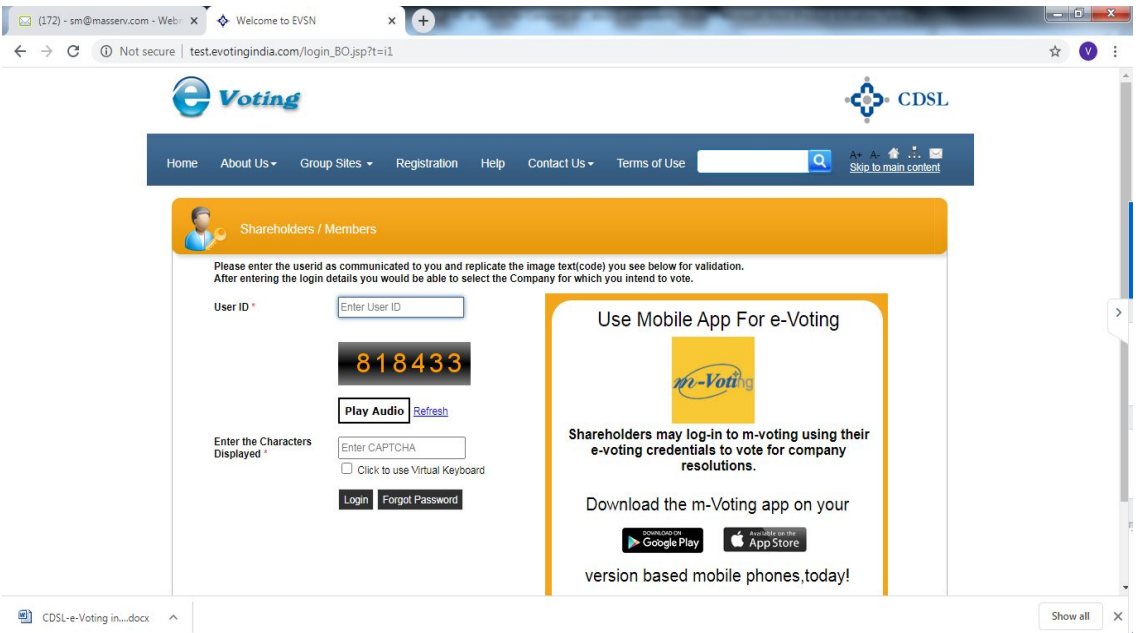 (172) - sm@masserv.com - Web
Welcome to EVSN
Not secure | test.evotingindia.com/login_BO.jsp?t=i1
V
e Voting
CDSL
Home About Us Group Sites Registration Help Contact Us Terms of Use
A+ A-
Skip to main content
Shareholders / Members
Please enter the userid as communicated to you and replicate the image text(code) you see below for validation.
After entering the login details you would be able to select the Company for which you intend to vote.
User ID *
Enter User ID
818433
Play Audio Refresh
Enter the Characters
Displayed *
Enter CAPTCHA
Click to use Virtual Keyboard
Login Forgot Password
Use Mobile App For e-Voting
m-Voting
Shareholders may log-in to m-voting using their
e-voting credentials to vote for company
resolutions.
Download the m-Voting app on your
DOWNLOAD ON
Google Play
Available on the
App Store
version based mobile phones,today!
CDSL-e-Voting in....docx
Show all